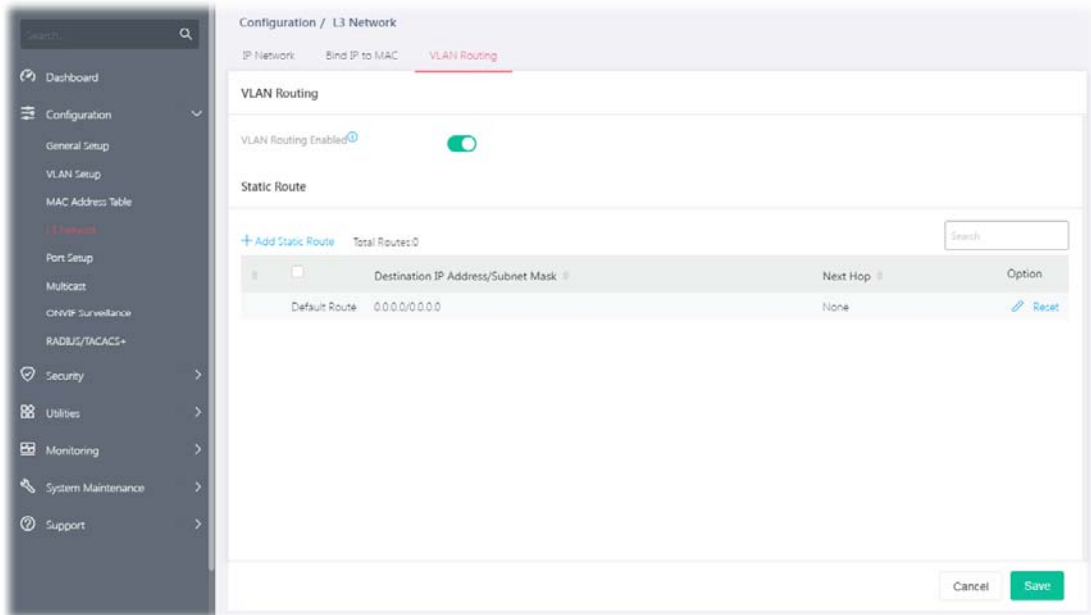 Search...
Dashboard
Configuration
General Setup
VLAN Setup
MAC Address Table
L3 Network
Port Setup
Multicast
ONVIF Surveillance
RADIUS/TACACS+
Security
Utilities
Monitoring
System Maintenance
Support
Configuration / L3 Network
IP Network Bind IP to MAC VLAN Routing
VLAN Routing
VLAN Routing Enabled
Static Route
+ Add Static Route Total Routes:0 Search
Destination IP Address/Subnet Mask Next Hop Option
Default Route 0.0.0.0/0.0.0.0 None Reset
Cancel Save